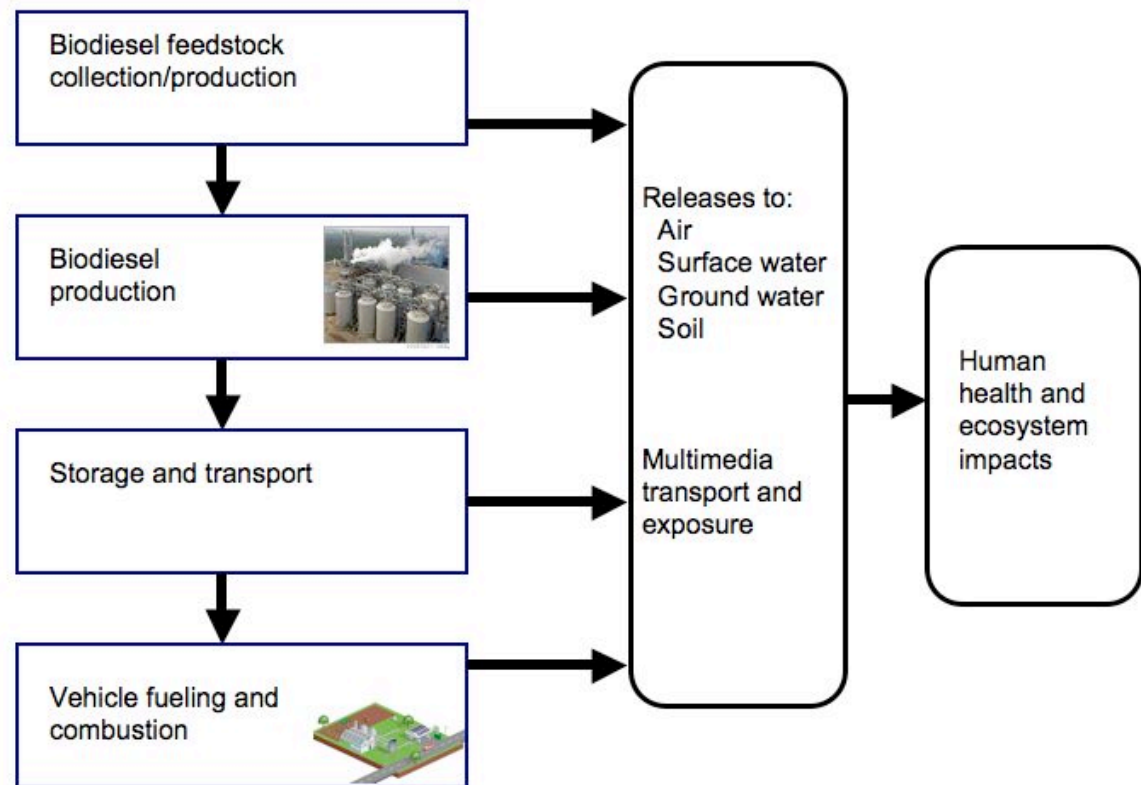 Biodiesel feedstock
collection/production
Biodiesel
production
Storage and transport
Vehicle fueling and
combustion
Releases to:
Air
Surface water
Ground water
Soil
Multimedia
transport and
exposure
Human
health and
ecosystem
impacts